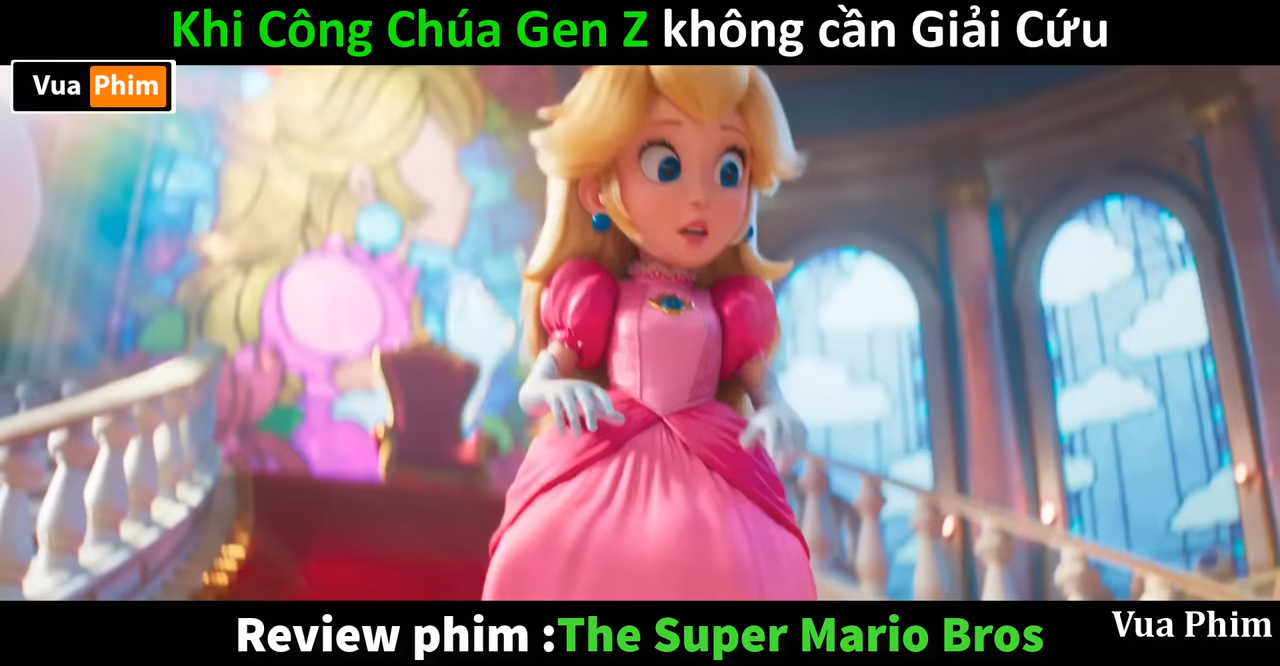 Khi Công Chúa Gen Z không cần Giải Cứu
Vua Phim
Review phim :The Super Mario Bros
Vua Phim